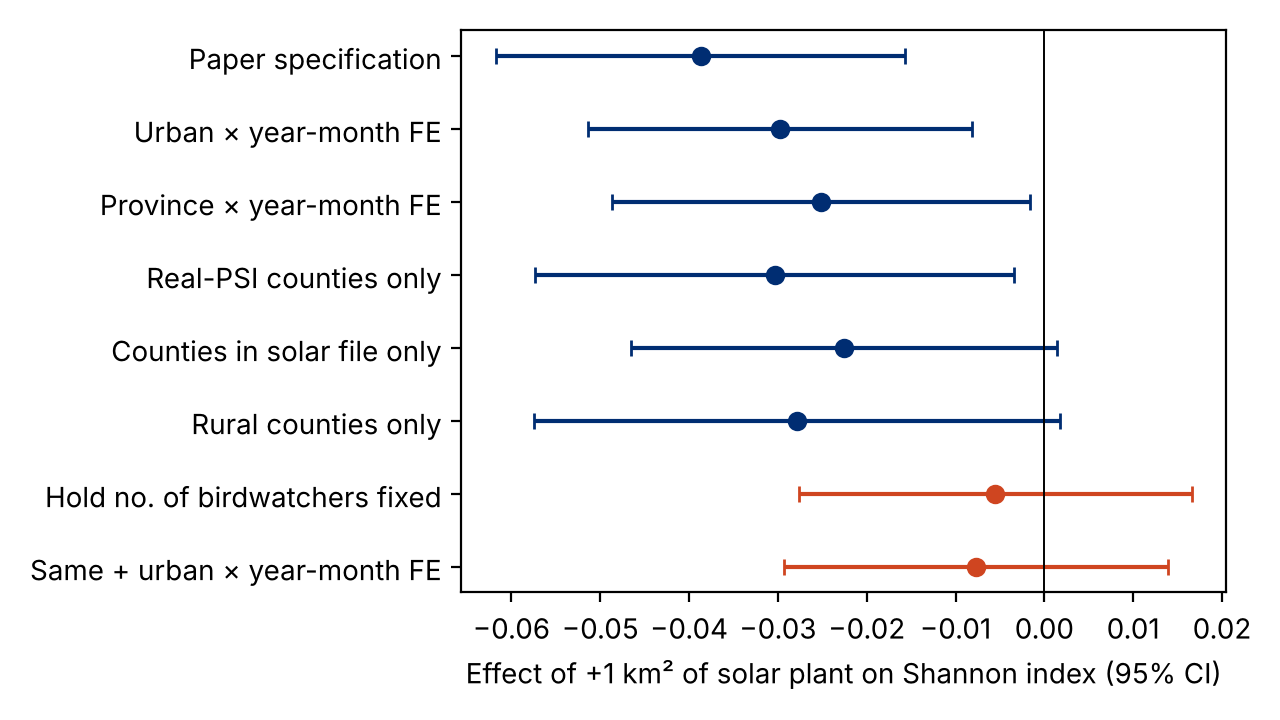 Paper specification
Urban × year-month FE
Province × year-month FE
Real-PSI counties only
Counties in solar file only
Rural counties only
Hold no. of birdwatchers fixed
Same + urban × year-month FE
−0.06 −0.05 −0.04 −0.03 −0.02 −0.01 0.00 0.01 0.02
Effect of +1 km² of solar plant on Shannon index (95% CI)